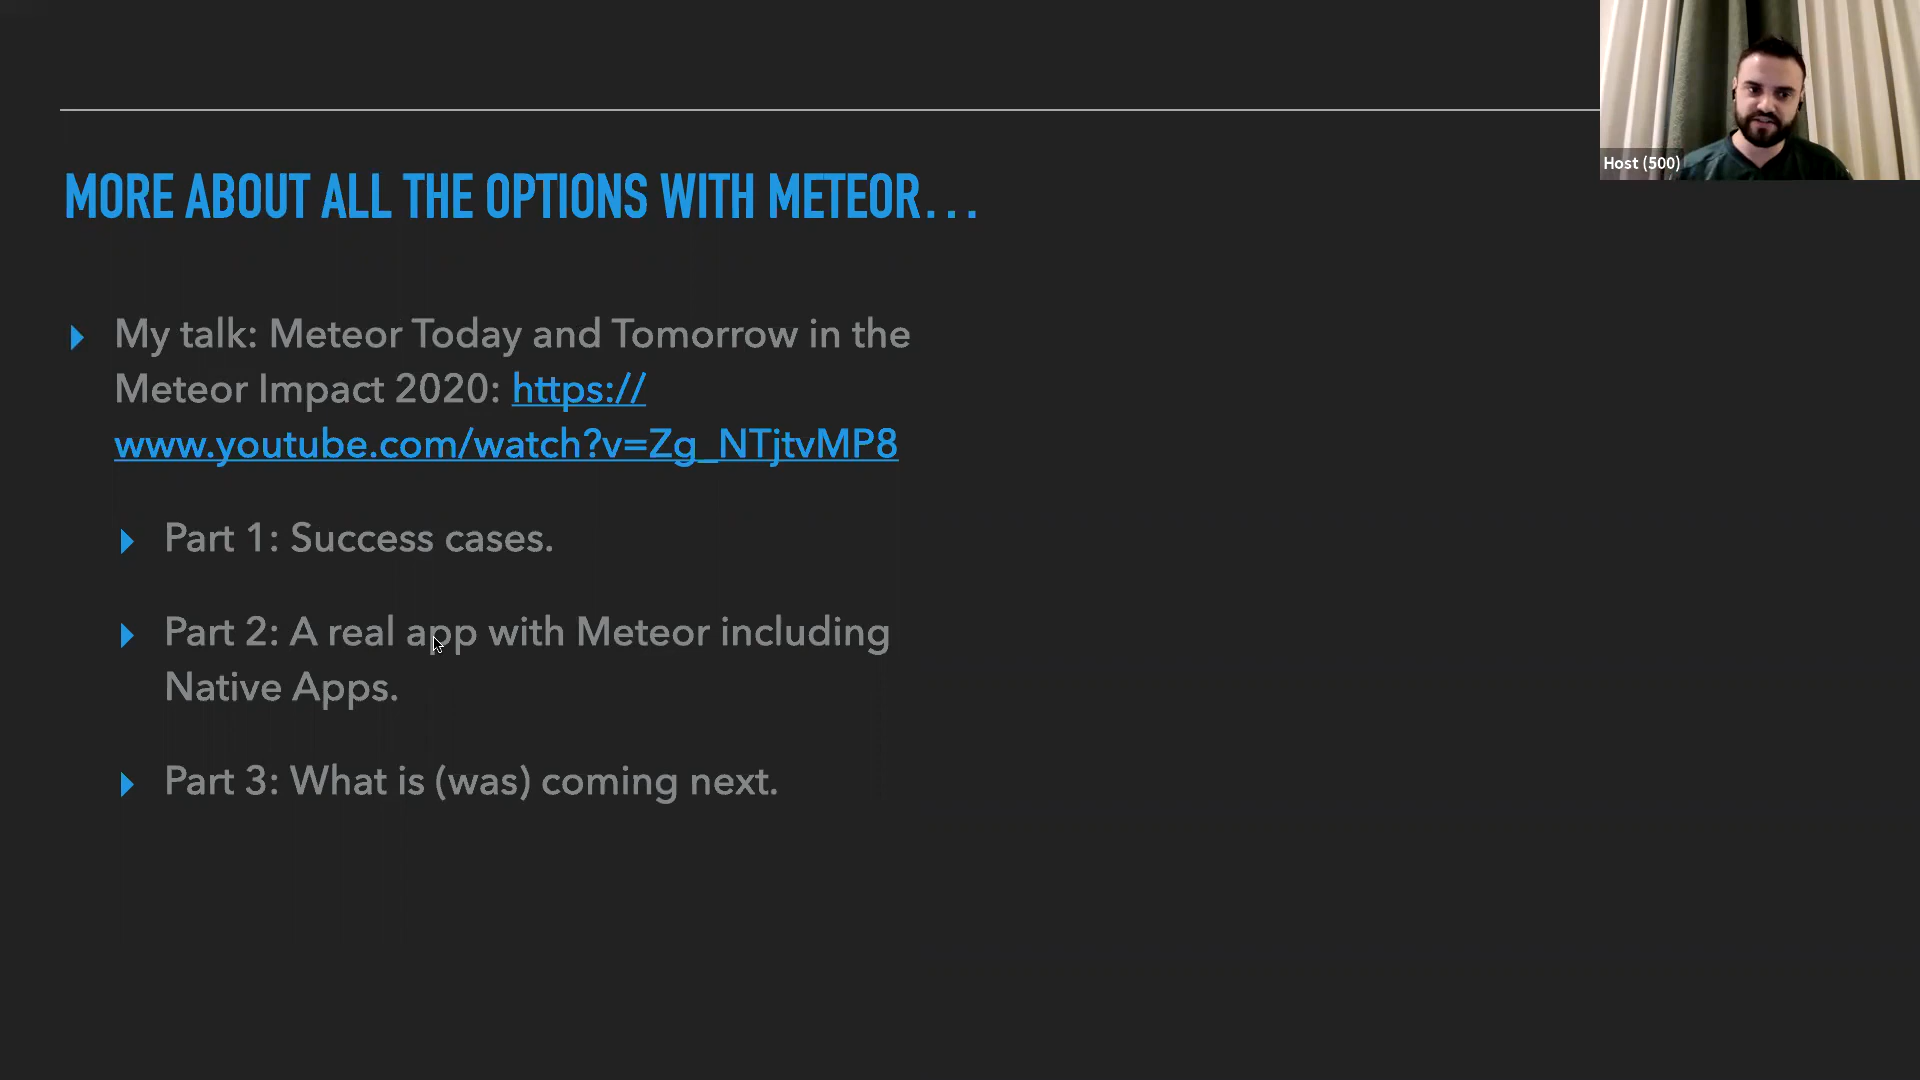 Host (500)
MORE ABOUT ALL THE OPTIONS WITH METEOR...
My talk: Meteor Today and Tomorrow in the
Meteor Impact 2020: https://
www.youtube.com/watch?v=Zg_NTjtvMP8
Part 1: Success cases.
Part 2: A real app with Meteor including
Native Apps.
Part 3: What is (was) coming next.